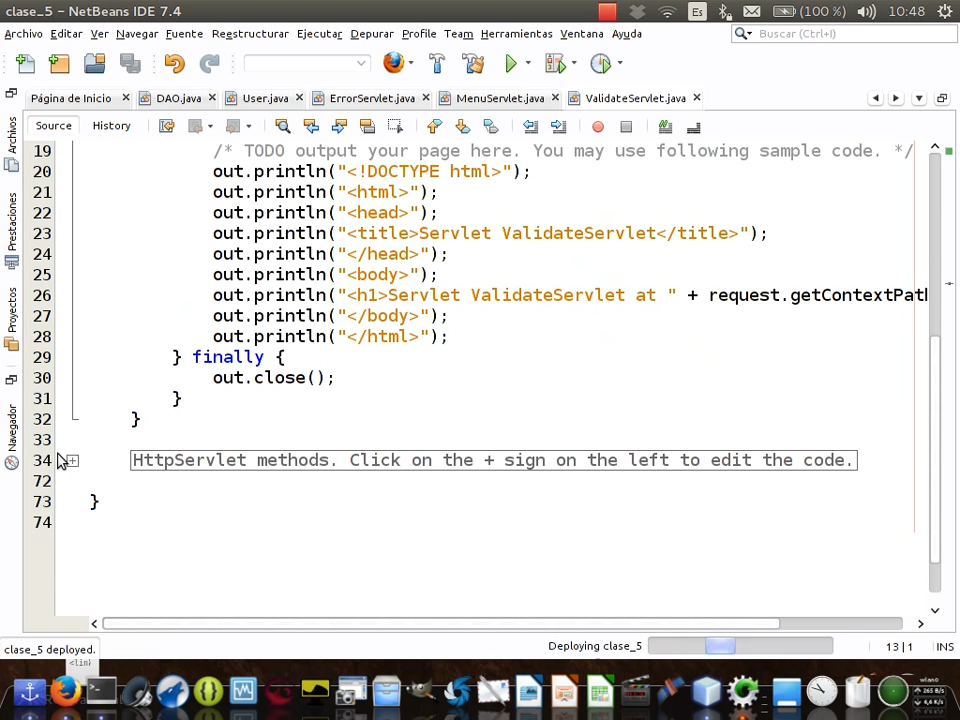 clase_5 - NetBeans IDE 7.4
Es
(100 %)
10:48
Archivo Editar Ver Navegar Fuente Reestructurar Ejecutar Depurar Profile Team Herramientas Ventana Ayuda
Buscar (Ctrl+I)
Página de Inicio DAO.java User.java ErrorServlet.java MenuServlet.java ValidateServlet.java
Source History
Archivos
Prestaciones
Proyectos
Navegador
19 /* TODO output your page here. You may use following sample code. */
20 out.println("<!DOCTYPE html>");
21 out.println("<html>");
22 out.println("<head>");
23 out.println("<title>Servlet ValidateServlet</title>");
24 out.println("</head>");
25 out.println("<body>");
26 out.println("<h1>Servlet ValidateServlet at " + request.getContextPath
27 out.println("</body>");
28 out.println("</html>");
29 } finally {
30 out.close();
31 }
32 }
33
34 HttpServlet methods. Click on the + sign on the left to edit the code.
72
73 }
74
clase_5 deployed.
Deploying clase_5
13|1 INS
<lin>
wlan0